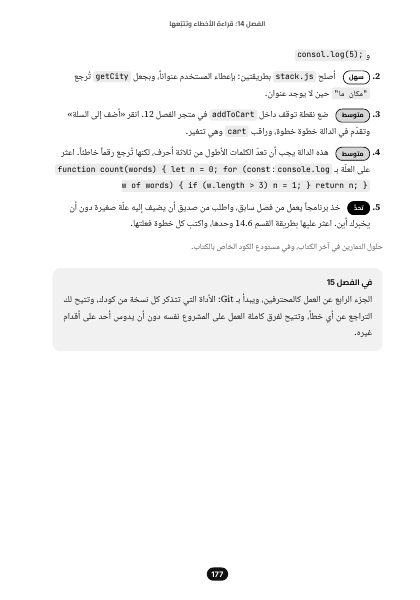 الفصل 14: قراءة الأخطاء وتتبّعها
و consol.log(5);
2. سهل أصلح stack.js بطريقتين: بإعطاء المستخدم عنواناً، وبجعل getCity تُرجع
"مكان ما" حين لا يوجد عنوان.
3. متوسط ضع نقطة توقف داخل addToCart في متجر الفصل 12. انقر «أضف إلى السلة»
وتقدّم في الدالة خطوة خطوة، وراقب cart وهي تتغير.
4. متوسط هذه الدالة يجب أن تعدّ الكلمات الأطول من ثلاثة أحرف، لكنها تُرجع رقماً خاطئاً. اعثر
على العلّة بـ console.log: function count(words) { let n = 0; for (const
w of words) { if (w.length > 3) n = 1; } return n; }
5. تحدٍّ خذ برنامجاً يعمل من فصل سابق، واطلب من صديق أن يضيف إليه علّة صغيرة دون أن
يخبرك أين. اعثر عليها بطريقة القسم 14.6 وحدها، واكتب كل خطوة فعلتها.
حلول التمارين في آخر الكتاب، وفي مستودع الكود الخاص بالكتاب.
في الفصل 15
الجزء الرابع عن العمل كالمحترفين، ويبدأ بـ Git: الأداة التي تتذكر كل نسخة من كودك، وتتيح لك
التراجع عن أي خطأ، وتتيح لفرق كاملة العمل على المشروع نفسه دون أن يدوس أحد على أقدام
غيره.
177